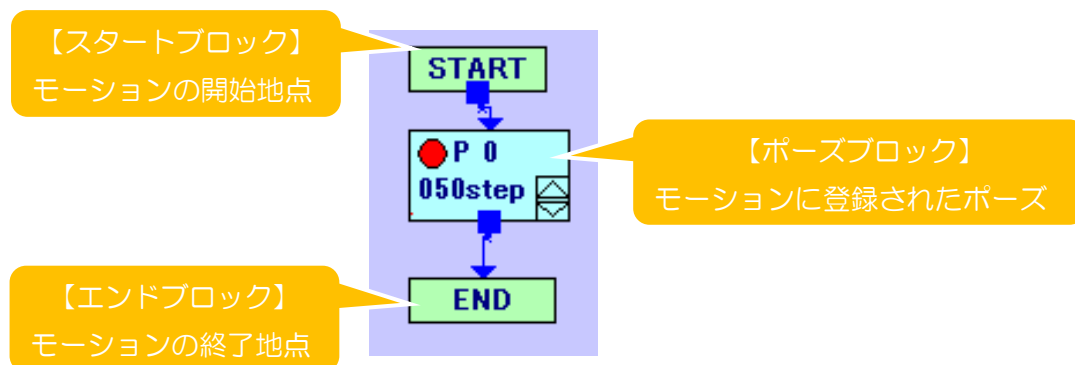 【スタートブロック】
モーションの開始地点
START
P 0
050step
【ポーズブロック】
モーションに登録されたポーズ
【エンドブロック】
モーションの終了地点
END